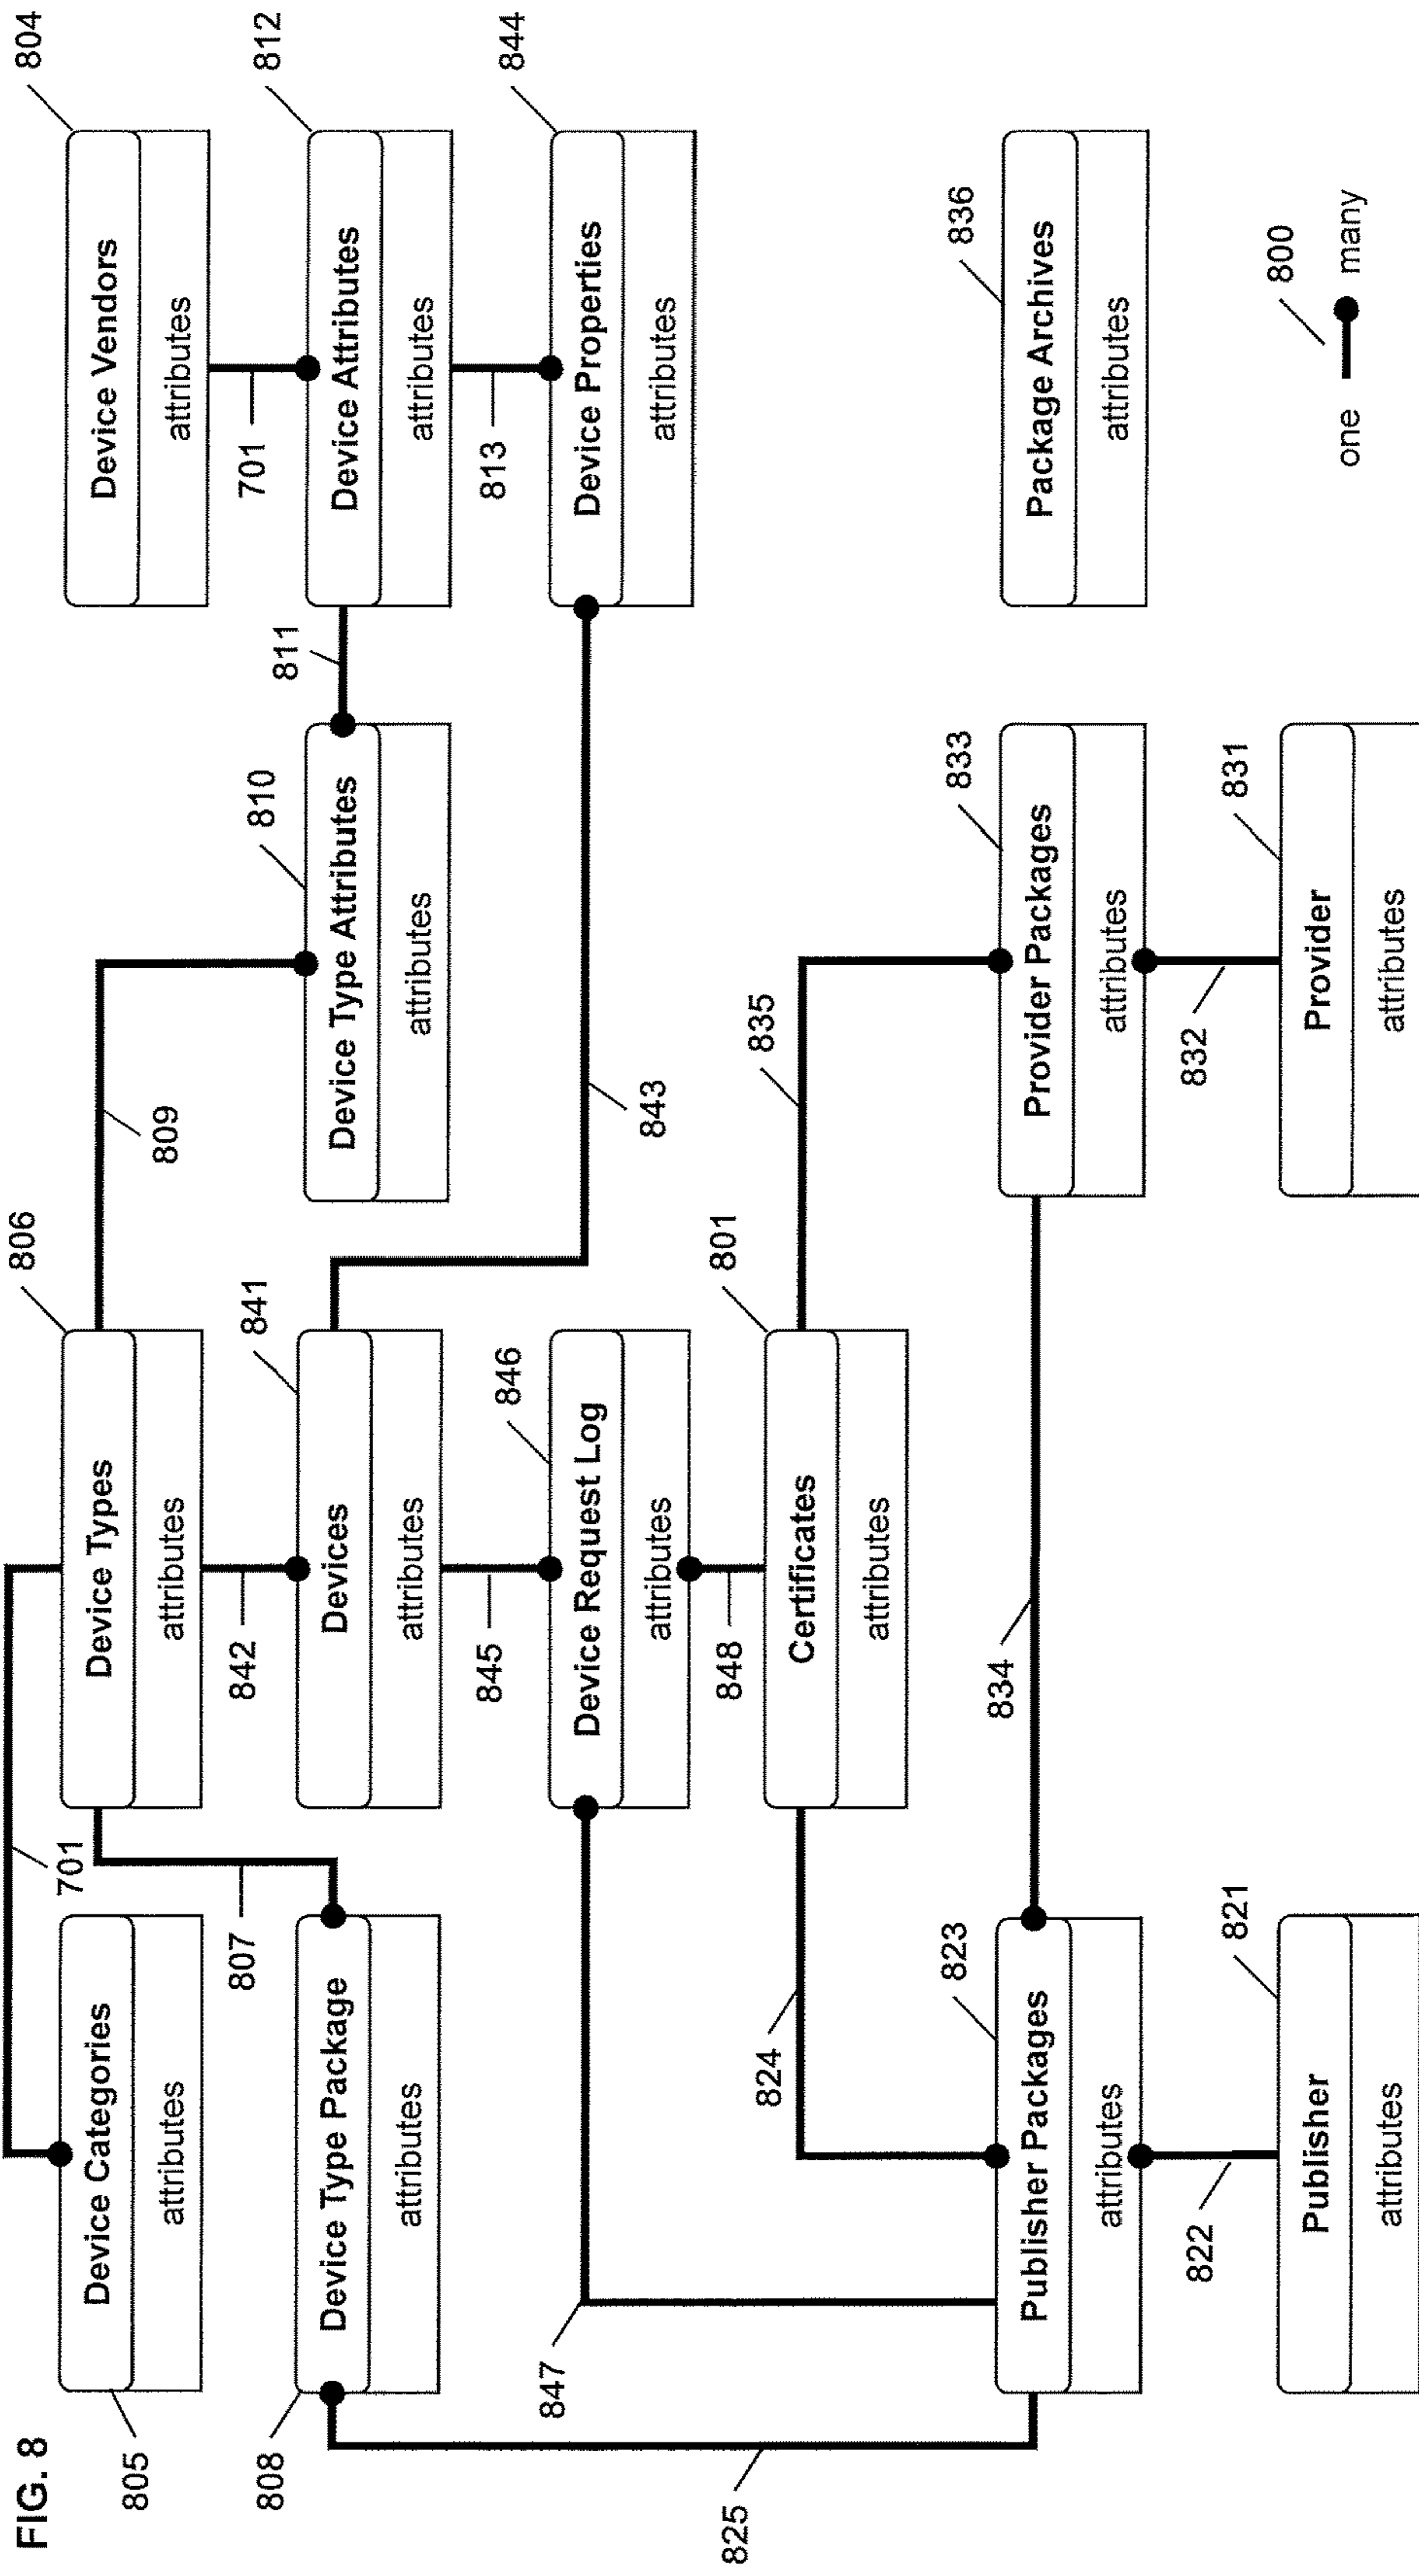 FIG. 8
805
Device Categories
attributes
701
806
Device Types
attributes
809
804
Device Vendors
attributes
701
808
Device Type Package
attributes
807
842
841
Devices
attributes
810
Device Type Attributes
attributes
811
812
Device Attributes
attributes
813
845
846
Device Request Log
attributes
843
844
Device Properties
attributes
847
848
825
824
801
Certificates
attributes
835
823
Publisher Packages
attributes
834
833
Provider Packages
attributes
836
Package Archives
attributes
822
821
Publisher
attributes
832
831
Provider
attributes
800
one
many